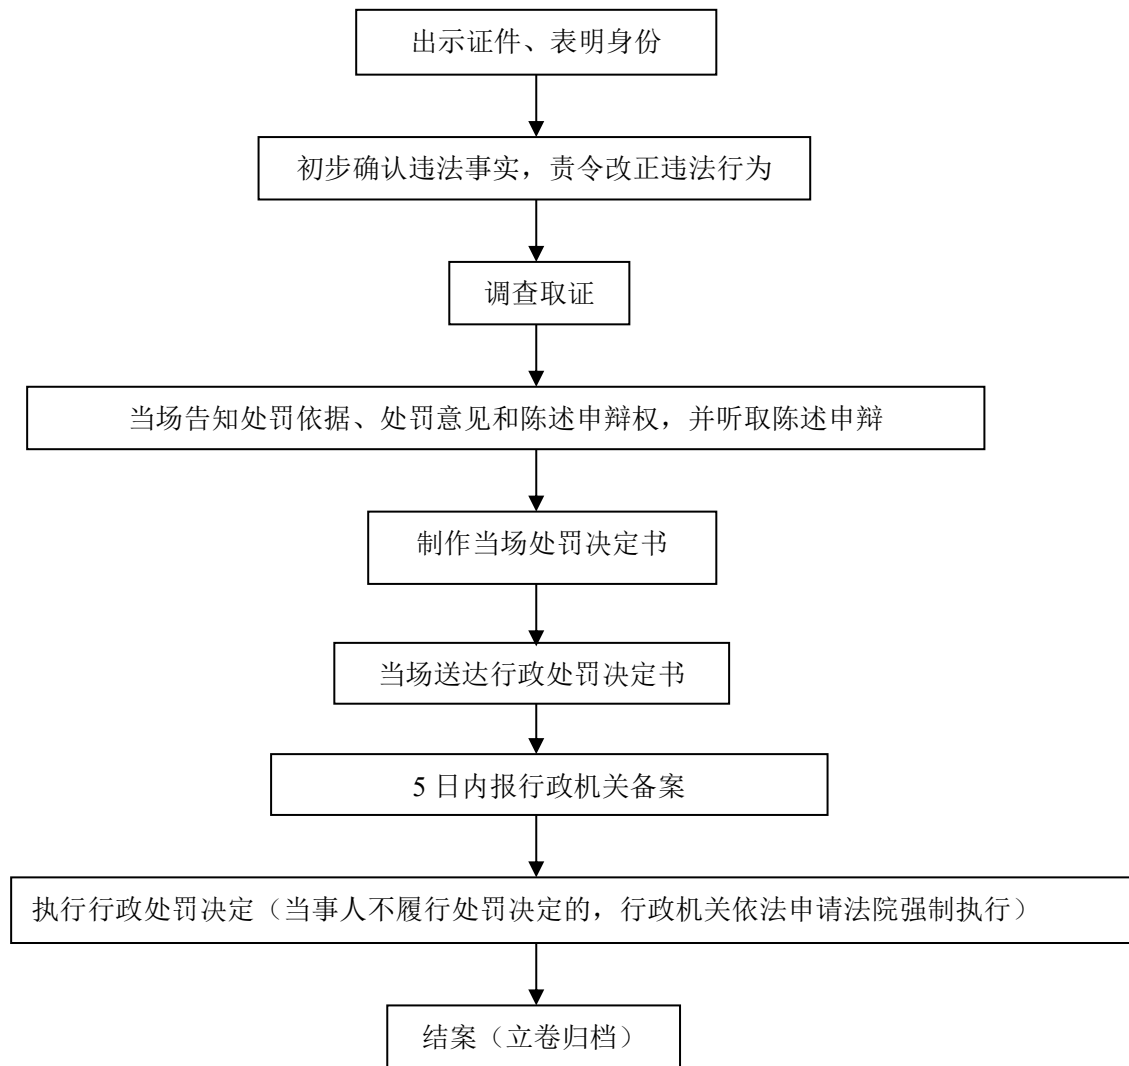 出示证件、表明身份
初步确认违法事实，责令改正违法行为
调查取证
当场告知处罚依据、处罚意见和陈述申辩权，并听取陈述申辩
制作当场处罚决定书
当场送达行政处罚决定书
5 日内报行政机关备案
执行行政处罚决定（当事人不履行处罚决定的，行政机关依法申请法院强制执行）
结案（立卷归档）